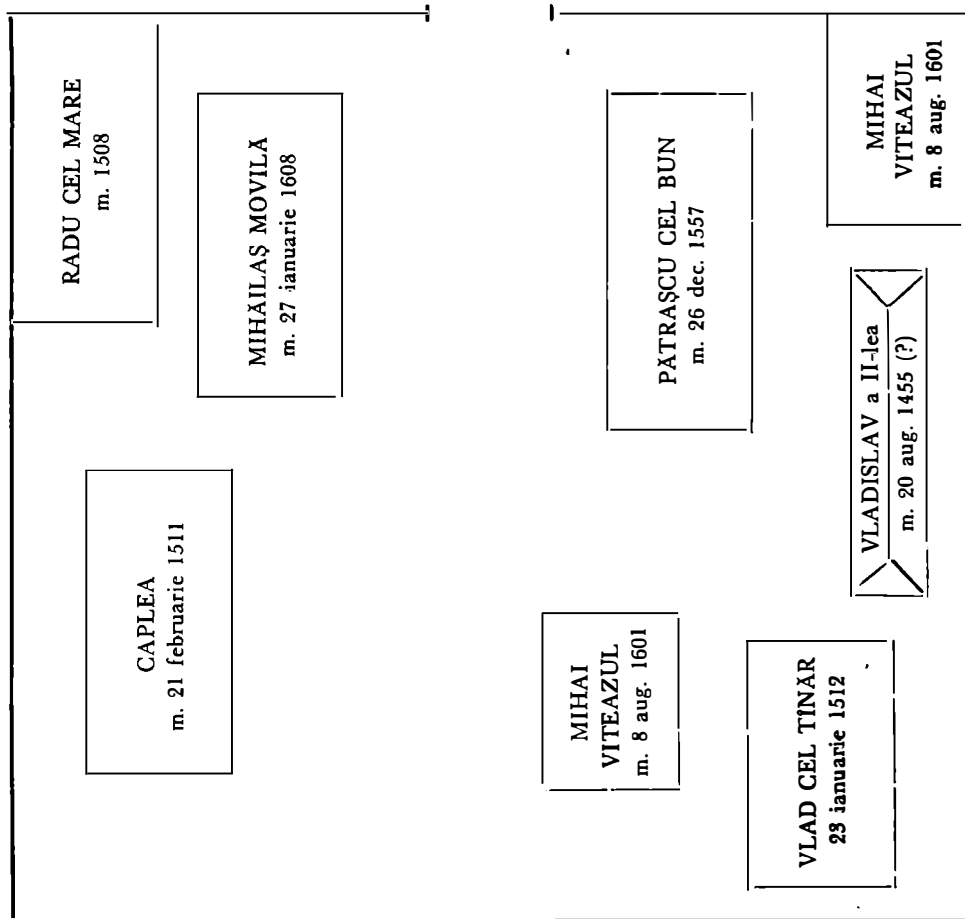 RADU CEL MARE
m. 1508
MIHĂILAȘ MOVILĂ
m. 27 ianuarie 1608
CAPLEA
m. 21 februarie 1511
PĂTRAȘCU CEL BUN
m. 26 dec. 1557
MIHAI
VITEAZUL
m. 8 aug. 1601
VLADISLAV a II-lea
m. 20 aug. 1455 (?)
MIHAI
VITEAZUL
m. 8 aug. 1601
VLAD CEL TÎNĂR
23 ianuarie 1512